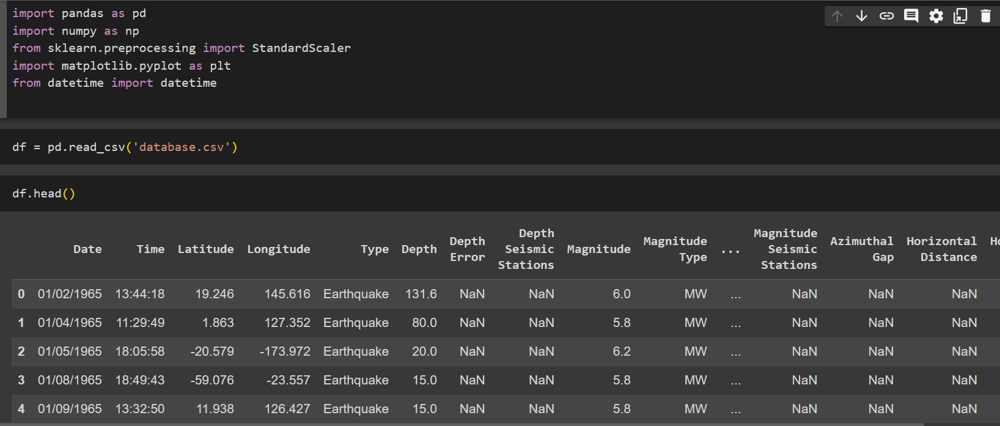 import pandas as pd
import numpy as np
from sklearn.preprocessing import StandardScaler
import matplotlib.pyplot as plt
from datetime import datetime
df = pd.read_csv('database.csv')
df.head()
Date Time Latitude Longitude Type Depth Depth Error Depth Seismic Stations Magnitude Magnitude Type ... Magnitude Seismic Stations Azimuthal Gap Horizontal Distance
0 01/02/1965 13:44:18 19.246 145.616 Earthquake 131.6 NaN NaN 6.0 MW ... NaN NaN NaN
1 01/04/1965 11:29:49 1.863 127.352 Earthquake 80.0 NaN NaN 5.8 MW ... NaN NaN NaN
2 01/05/1965 18:05:58 -20.579 -173.972 Earthquake 20.0 NaN NaN 6.2 MW ... NaN NaN NaN
3 01/08/1965 18:49:43 -59.076 -23.557 Earthquake 15.0 NaN NaN 5.8 MW ... NaN NaN NaN
4 01/09/1965 13:32:50 11.938 126.427 Earthquake 15.0 NaN NaN 5.8 MW ... NaN NaN NaN